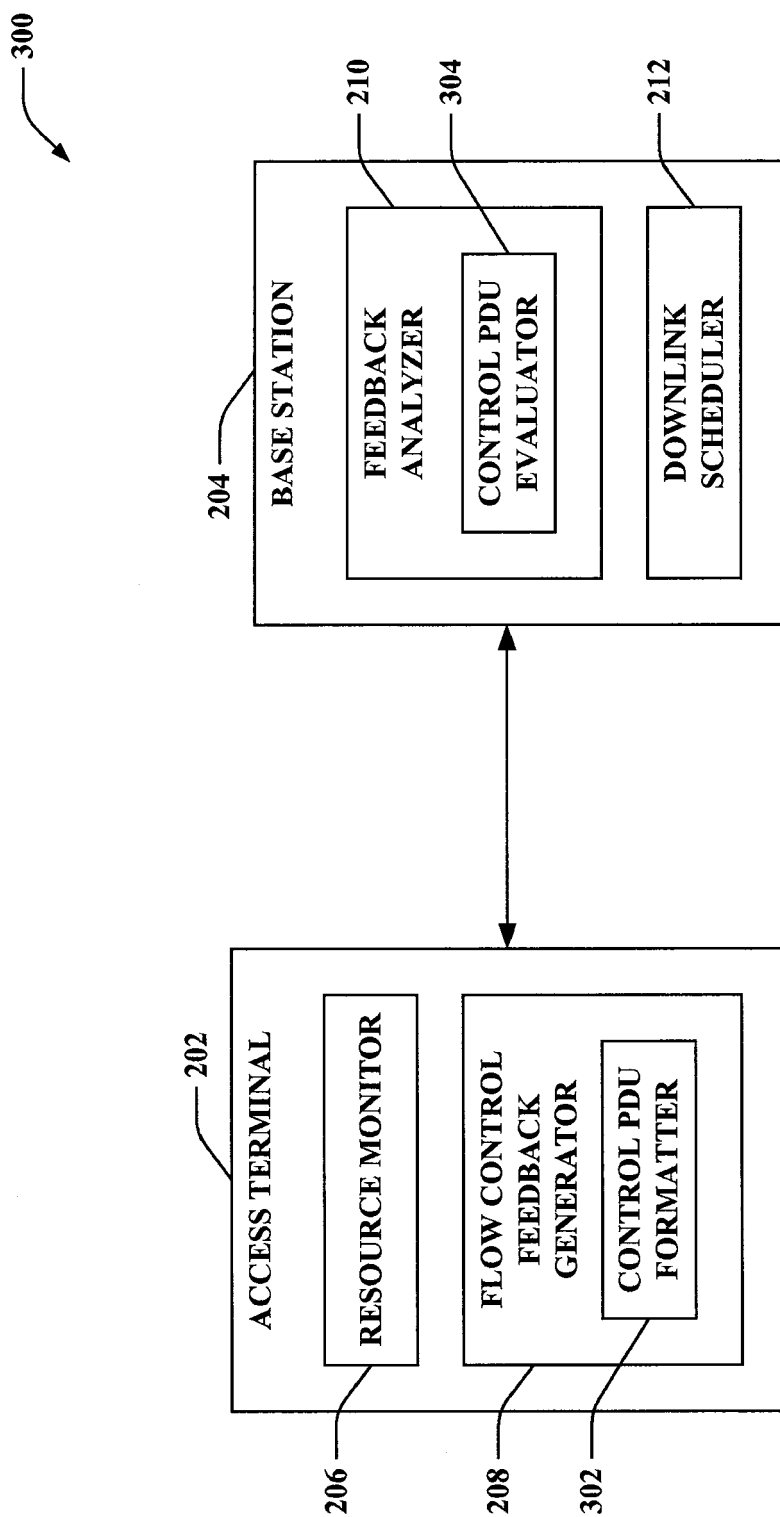 300
202
ACCESS TERMINAL
206
RESOURCE MONITOR
208
FLOW CONTROL
FEEDBACK
GENERATOR
302
CONTROL PDU
FORMATTER
204
BASE STATION
210
FEEDBACK
ANALYZER
304
CONTROL PDU
EVALUATOR
212
DOWNLINK
SCHEDULER